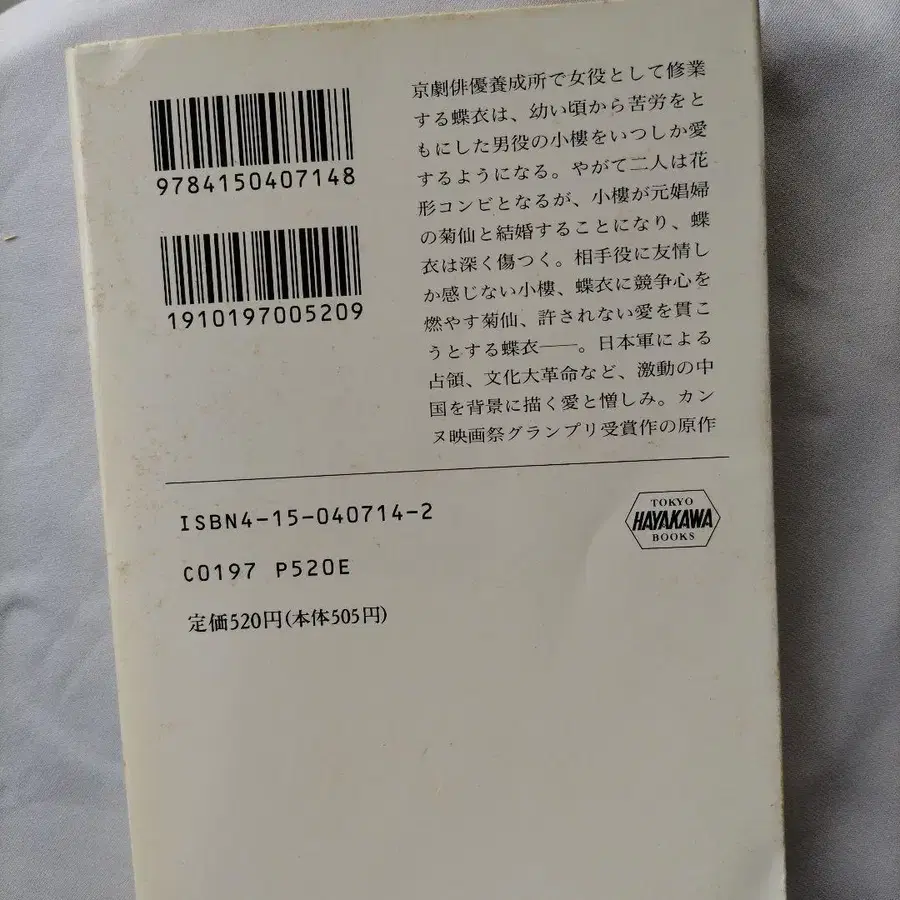 9784150407148
1910197005209
京劇俳優養成所で女役として修業
する蝶衣は、幼い頃から苦労をと
もにした男役の小樓をいつしか愛
するようになる。やがて二人は花
形コンビとなるが、小樓が元娼婦
の菊仙と結婚することになり、蝶
衣は深く傷つく。相手役に友情し
か感じない小樓、蝶衣に競争心を
燃やす菊仙、許されない愛を貫こ
うとする蝶衣――。日本軍による
占領、文化大革命など、激動の中
国を背景に描く愛と憎しみ。カン
ヌ映画祭グランプリ受賞作の原作
ISBN4-15-040714-2
C0197 P520E
定価520円(本体505円)
TOKYO
HAYAKAWA
BOOKS